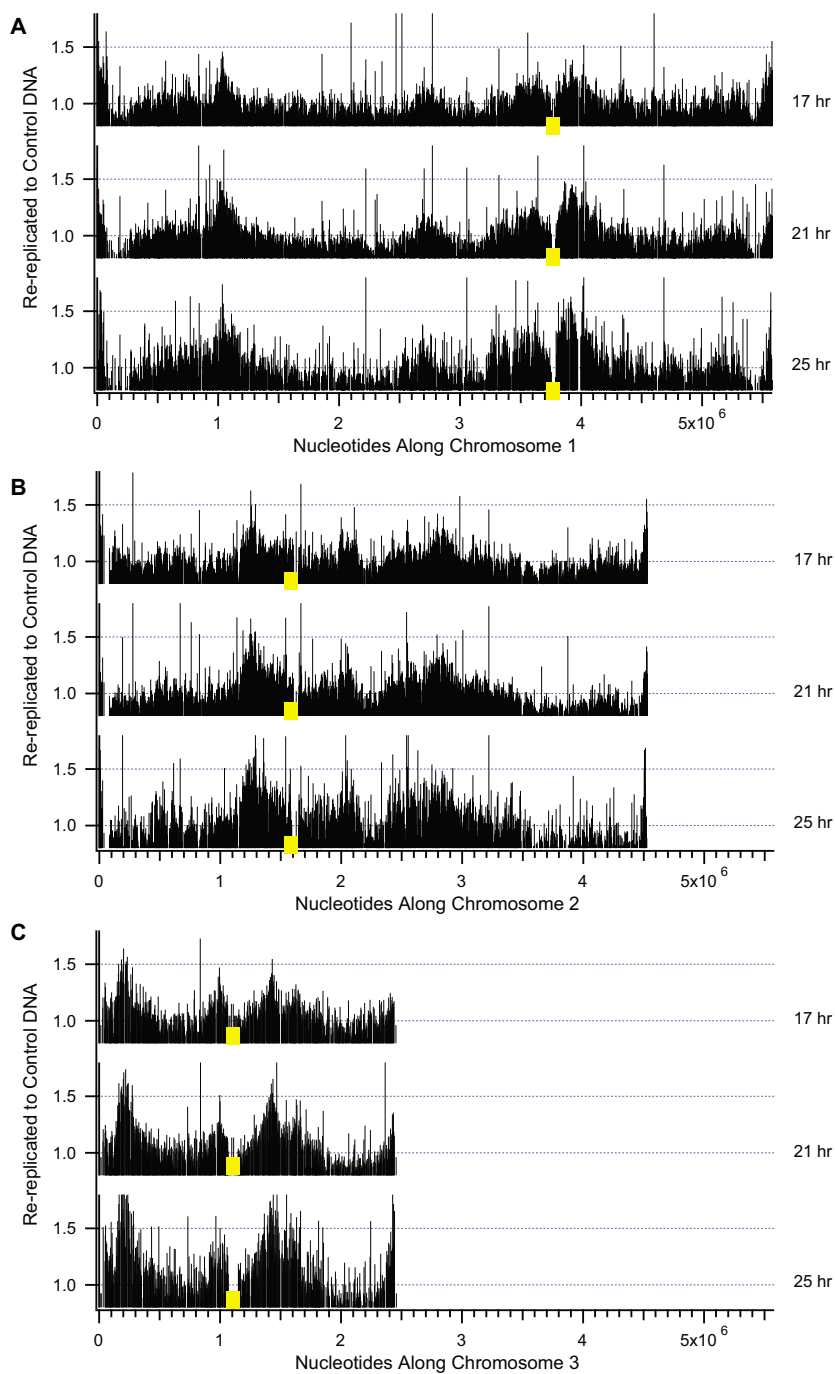 A
Re-replicated to Control DNA
1.5
1.0
17 hr
1.5
1.0
21 hr
1.5
1.0
25 hr
0 1 2 3 4 5x10^6
Nucleotides Along Chromosome 1
B
Re-replicated to Control DNA
1.5
1.0
17 hr
1.5
1.0
21 hr
1.5
1.0
25 hr
0 1 2 3 4 5x10^6
Nucleotides Along Chromosome 2
C
Re-replicated to Control DNA
1.5
1.0
17 hr
1.5
1.0
21 hr
1.5
1.0
25 hr
0 1 2 3 4 5x10^6
Nucleotides Along Chromosome 3